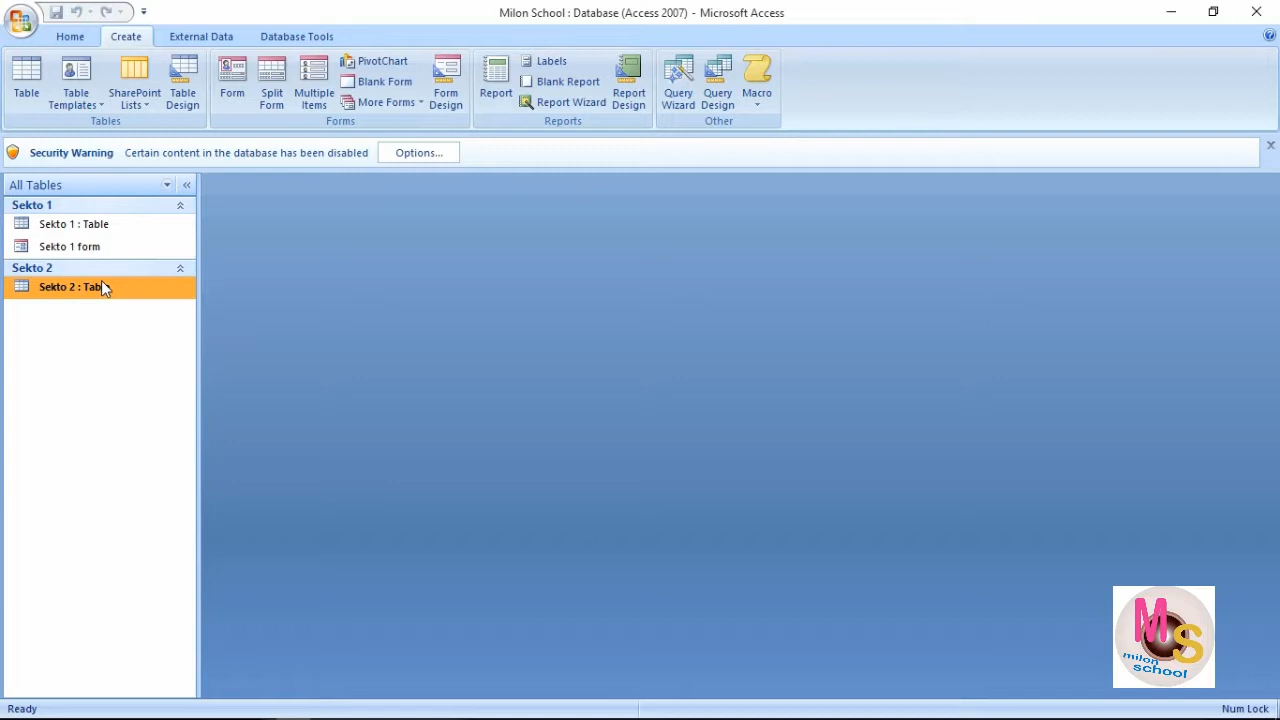 Milon School : Database (Access 2007) - Microsoft Access
Home Create External Data Database Tools
Table
Table Templates
SharePoint Lists
Table Design
Tables
Form
Split Form
Multiple Items
PivotChart
Blank Form
More Forms
Form Design
Forms
Report
Labels
Blank Report
Report Wizard
Report Design
Reports
Query Wizard
Query Design
Macro
Other
Security Warning Certain content in the database has been disabled Options...
All Tables
Sekto 1
Sekto 1 : Table
Sekto 1 form
Sekto 2
Sekto 2 : Table
M S
milon
school
Ready Num Lock